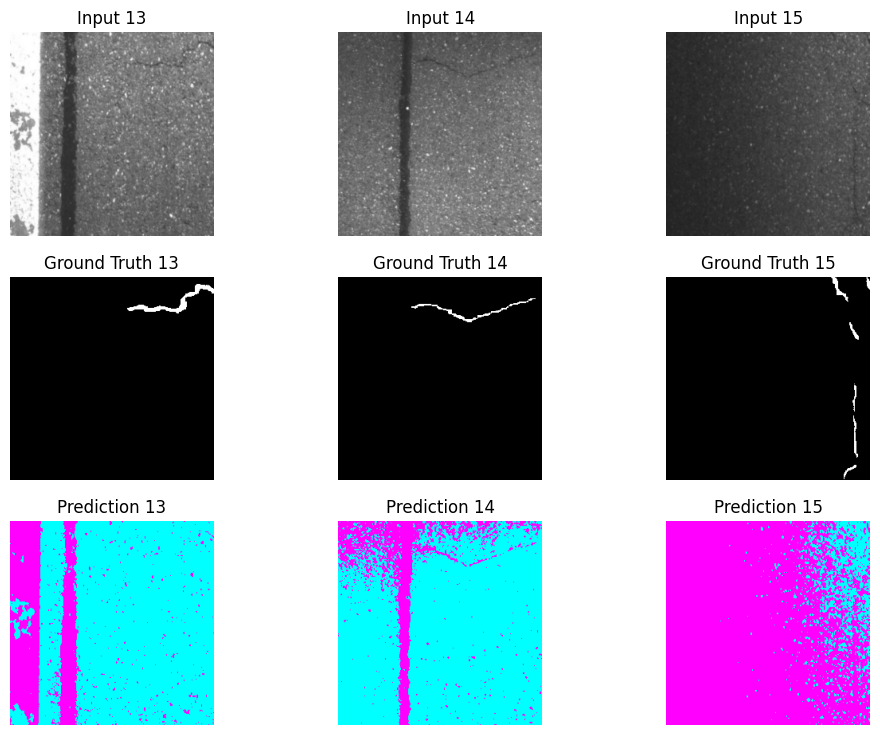 Input 13
Input 14
Input 15
Ground Truth 13
Ground Truth 14
Ground Truth 15
Prediction 13
Prediction 14
Prediction 15